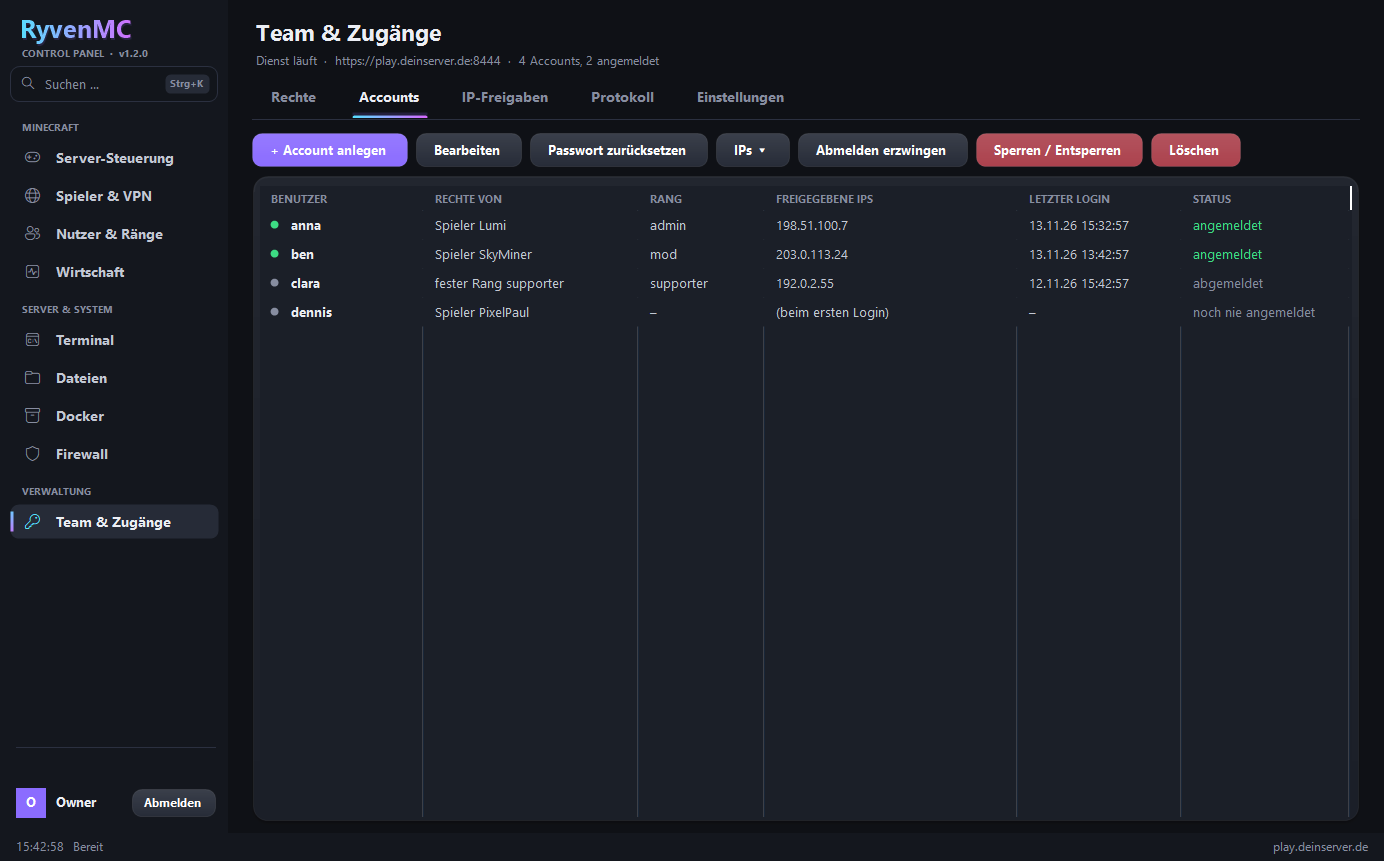 RyvenMC
CONTROL PANEL · v1.2.0
Suchen ... Strg+K
MINECRAFT
Server-Steuerung
Spieler & VPN
Nutzer & Ränge
Wirtschaft
SERVER & SYSTEM
Terminal
Dateien
Docker
Firewall
VERWALTUNG
Team & Zugänge
O Owner Abmelden
15:42:58 Bereit
Team & Zugänge
Dienst läuft · https://play.deinserver.de:8444 · 4 Accounts, 2 angemeldet
Rechte Accounts IP-Freigaben Protokoll Einstellungen
+ Account anlegen Bearbeiten Passwort zurücksetzen IPs ▾ Abmelden erzwingen Sperren / Entsperren Löschen
BENUTZER RECHTE VON RANG FREIGEGEBENE IPS LETZTER LOGIN STATUS
anna Spieler Lumi admin 198.51.100.7 13.11.26 15:32:57 angemeldet
ben Spieler SkyMiner mod 203.0.113.24 13.11.26 13:42:57 angemeldet
clara fester Rang supporter supporter 192.0.2.55 12.11.26 15:42:57 abgemeldet
dennis Spieler PixelPaul – (beim ersten Login) – noch nie angemeldet
play.deinserver.de